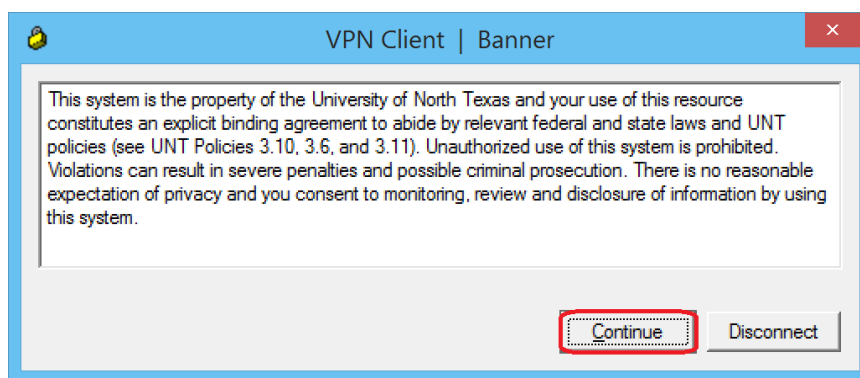 VPN Client | Banner
This system is the property of the University of North Texas and your use of this resource
constitutes an explicit binding agreement to abide by relevant federal and state laws and UNT
policies (see UNT Policies 3.10, 3.6, and 3.11). Unauthorized use of this system is prohibited.
Violations can result in severe penalties and possible criminal prosecution. There is no reasonable
expectation of privacy and you consent to monitoring, review and disclosure of information by using
this system.
Continue Disconnect